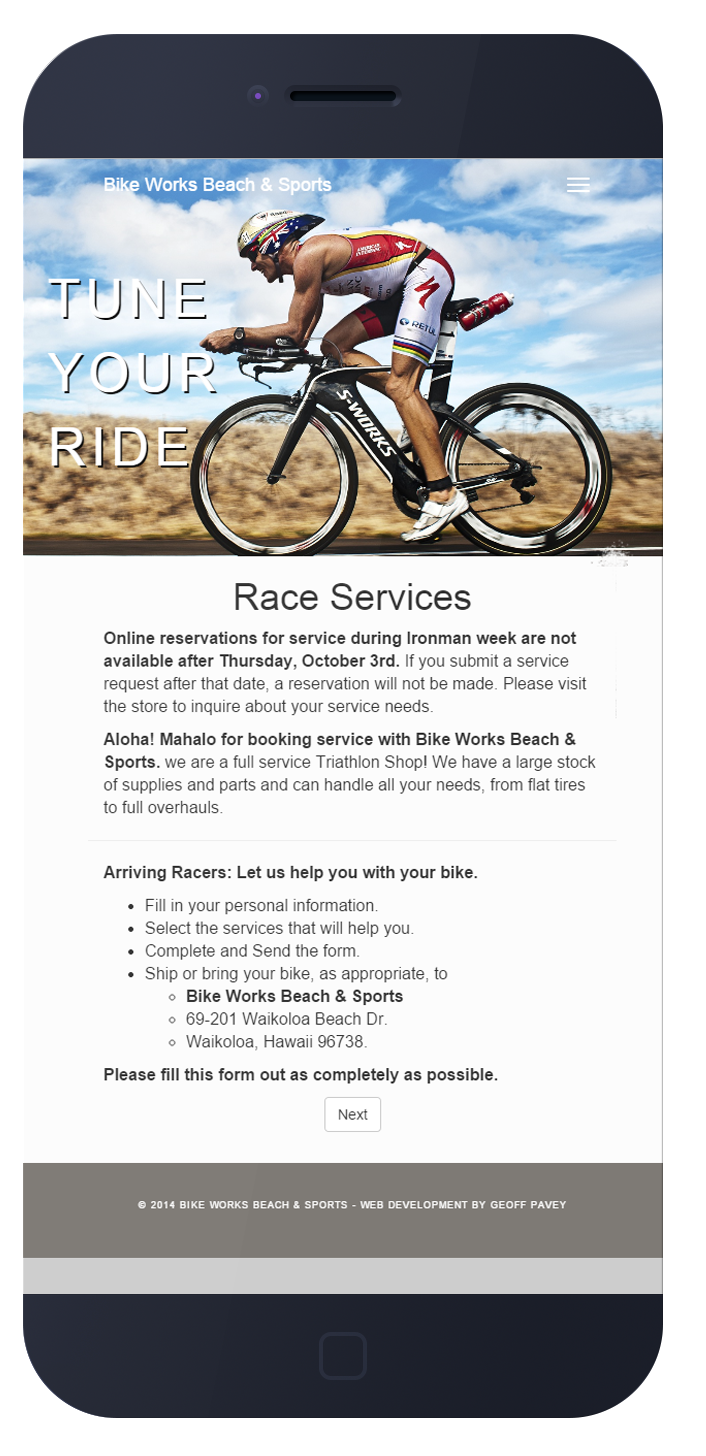 Bike Works Beach & Sports
TUNE
YOUR
RIDE
RETÜL
S-WORKS
Race Services
Online reservations for service during Ironman week are not
available after Thursday, October 3rd. If you submit a service
request after that date, a reservation will not be made. Please visit
the store to inquire about your service needs.
Aloha! Mahalo for booking service with Bike Works Beach &
Sports. we are a full service Triathlon Shop! We have a large stock
of supplies and parts and can handle all your needs, from flat tires
to full overhauls.
Arriving Racers: Let us help you with your bike.
Fill in your personal information.
Select the services that will help you.
Complete and Send the form.
Ship or bring your bike, as appropriate, to
Bike Works Beach & Sports
69-201 Waikoloa Beach Dr.
Waikoloa, Hawaii 96738.
Please fill this form out as completely as possible.
Next
© 2014 BIKE WORKS BEACH & SPORTS - WEB DEVELOPMENT BY GEOFF PAVEY